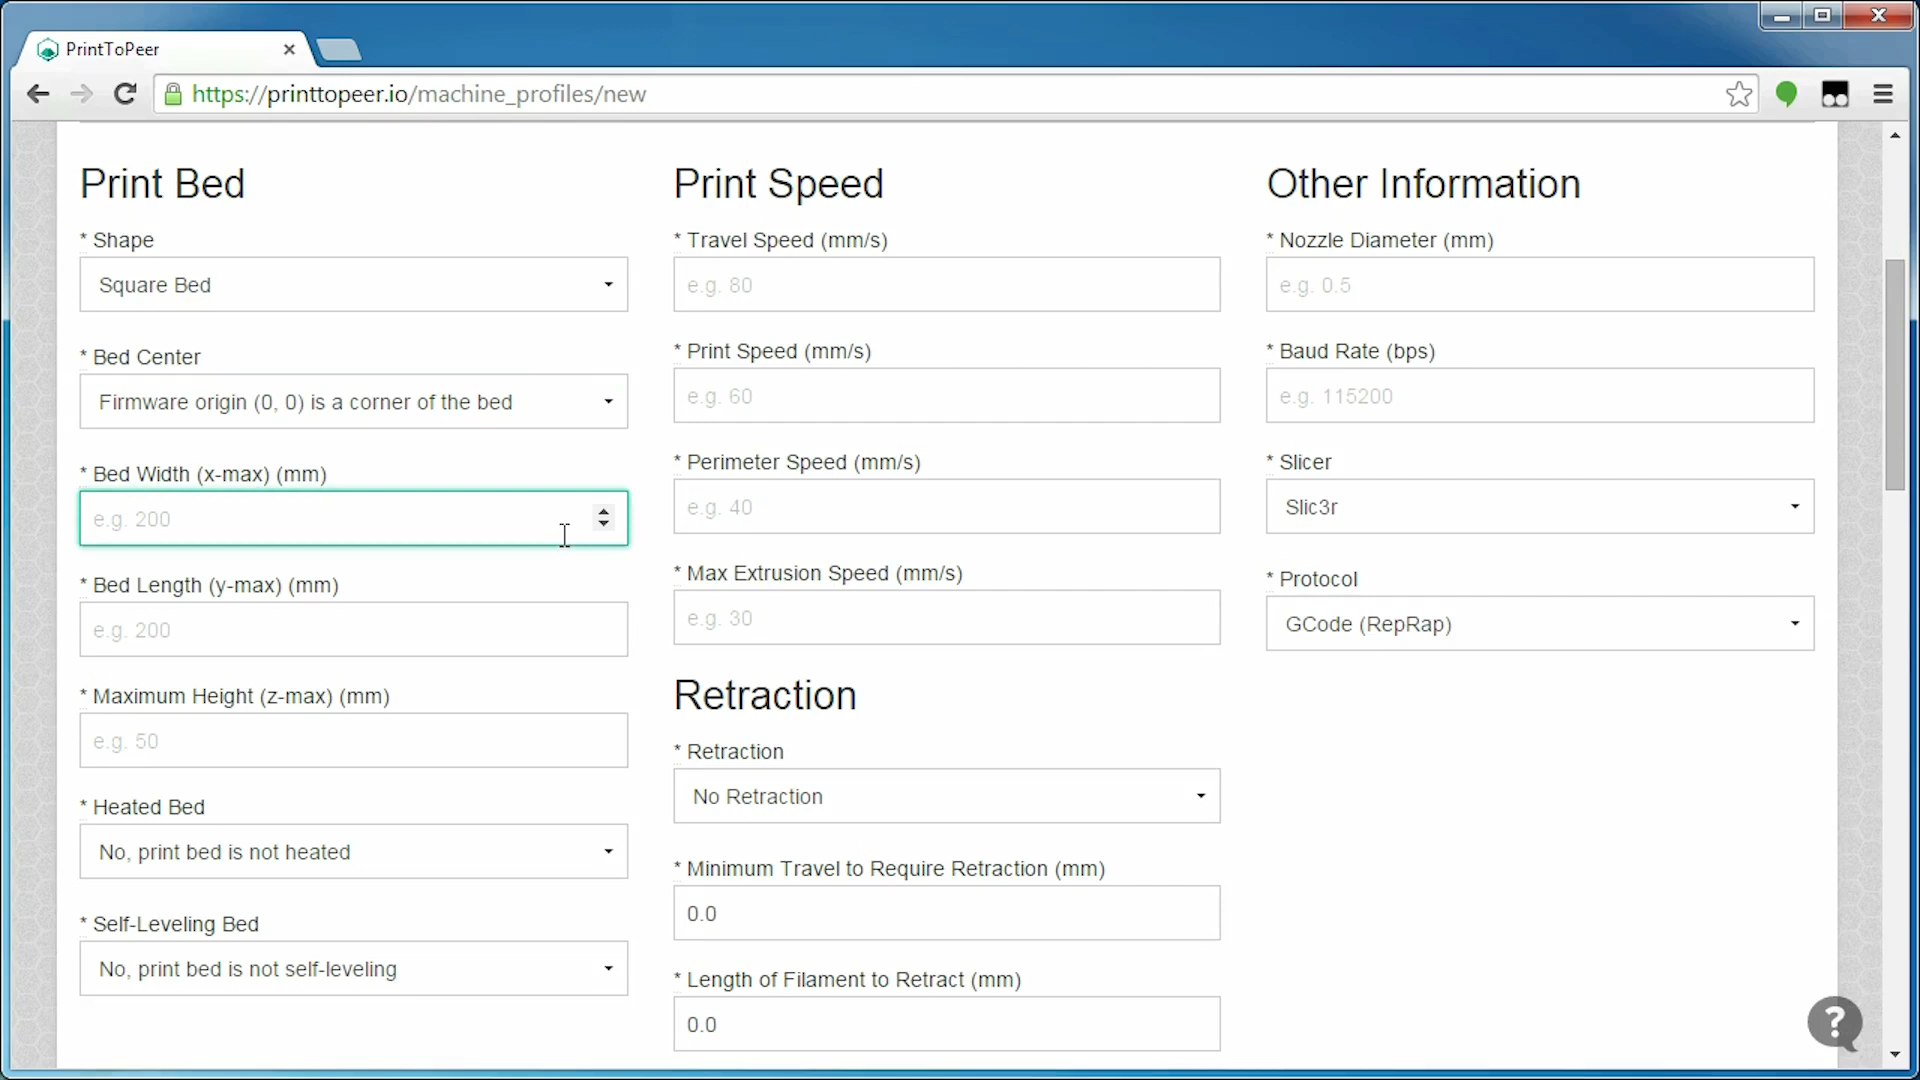 PrintToPeer
https://printtopeer.io/machine_profiles/new
Print Bed
* Shape
Square Bed
* Bed Center
Firmware origin (0, 0) is a corner of the bed
* Bed Width (x-max) (mm)
e.g. 200
* Bed Length (y-max) (mm)
e.g. 200
* Maximum Height (z-max) (mm)
e.g. 50
* Heated Bed
No, print bed is not heated
* Self-Leveling Bed
No, print bed is not self-leveling
Print Speed
* Travel Speed (mm/s)
e.g. 80
* Print Speed (mm/s)
e.g. 60
* Perimeter Speed (mm/s)
e.g. 40
* Max Extrusion Speed (mm/s)
e.g. 30
Retraction
* Retraction
No Retraction
* Minimum Travel to Require Retraction (mm)
0.0
* Length of Filament to Retract (mm)
0.0
Other Information
* Nozzle Diameter (mm)
e.g. 0.5
* Baud Rate (bps)
e.g. 115200
* Slicer
Slic3r
* Protocol
GCode (RepRap)
?